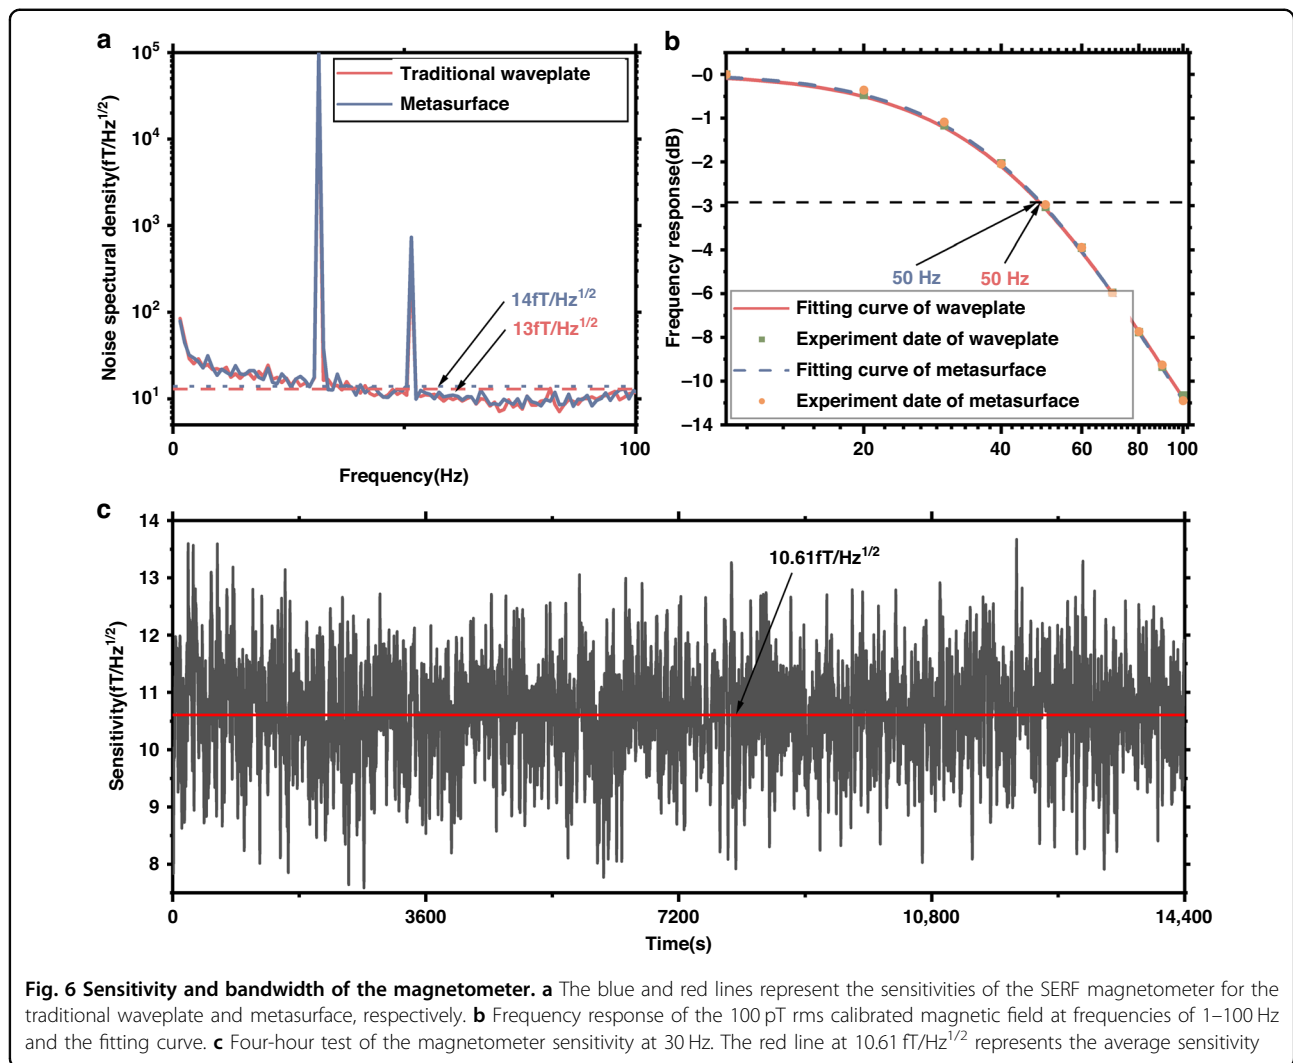 a
Noise spectral density(fT/Hz1/2)
10^5
10^4
10^3
10^2
10^1
Traditional waveplate
Metasurface
14fT/Hz^1/2
13fT/Hz^1/2
0
100
Frequency(Hz)
b
Frequency response(dB)
−0
−1
−2
−3
−4
−6
−8
−10
−14
50 Hz
50 Hz
Fitting curve of waveplate
Experiment date of waveplate
Fitting curve of metasurface
Experiment date of metasurface
20
40
60
80
100
c
Sensitivity(fT/Hz^1/2)
14
13
12
11
10
9
8
10.61fT/Hz^1/2
0
3600
7200
10,800
14,400
Time(s)
Fig. 6 Sensitivity and bandwidth of the magnetometer. a The blue and red lines represent the sensitivities of the SERF magnetometer for the
traditional waveplate and metasurface, respectively. b Frequency response of the 100 pT rms calibrated magnetic field at frequencies of 1–100 Hz
and the fitting curve. c Four-hour test of the magnetometer sensitivity at 30 Hz. The red line at 10.61 fT/Hz^1/2 represents the average sensitivity